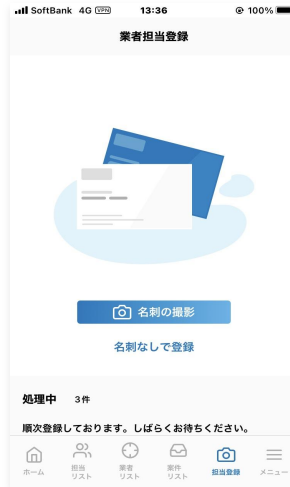 SoftBank 4G VPN 13:36 100%
業者担当登録
名刺の撮影
名刺なしで登録
処理中 3件
順次登録しております。しばらくお待ちください。
ホーム
担当
リスト
業者
リスト
案件
リスト
担当登録
メニュー